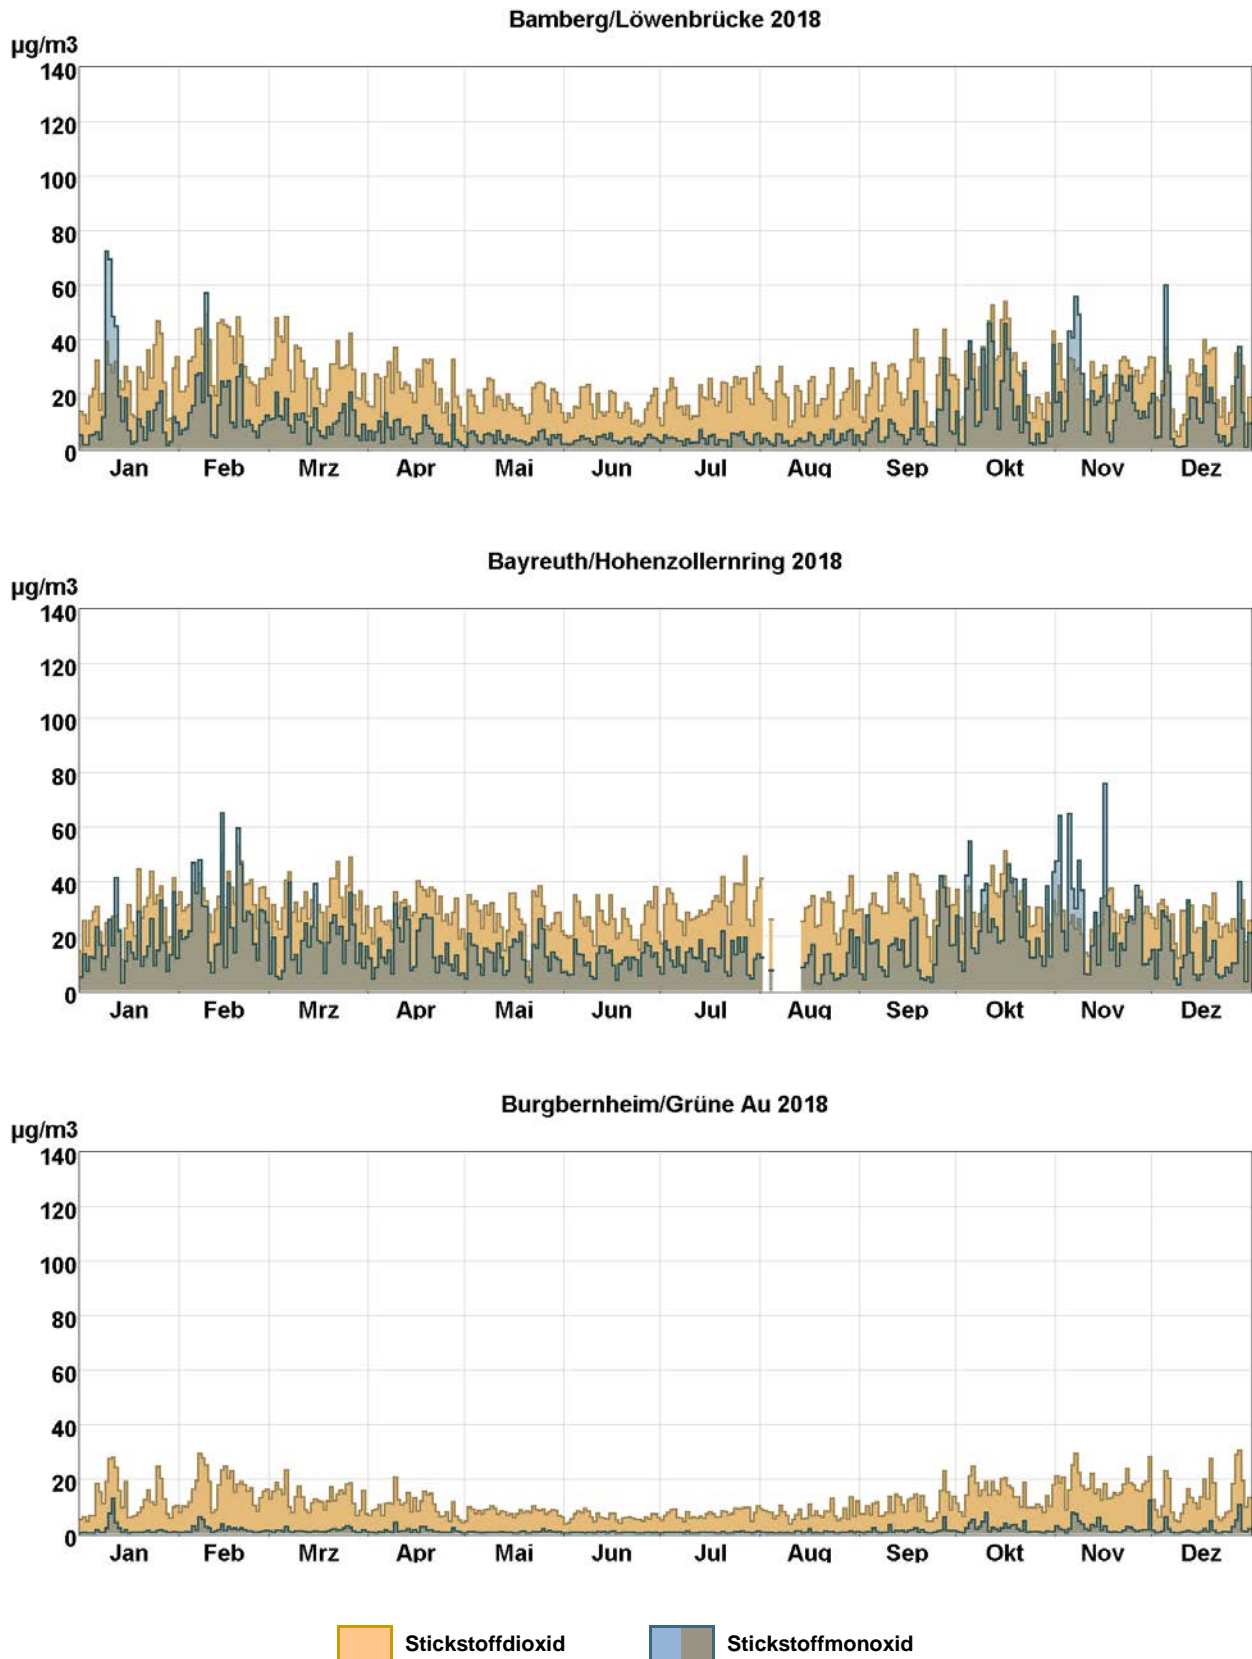 Bamberg/Löwenbrücke 2018
µg/m3
140
120
100
80
60
40
20
0
Jan Feb Mrz Apr Mai Jun Jul Aug Sep Okt Nov Dez
Bayreuth/Hohenzollernring 2018
µg/m3
140
120
100
80
60
40
20
0
Jan Feb Mrz Apr Mai Jun Jul Aug Sep Okt Nov Dez
Burgbernheim/Grüne Au 2018
µg/m3
140
120
100
80
60
40
20
0
Jan Feb Mrz Apr Mai Jun Jul Aug Sep Okt Nov Dez
Stickstoffdioxid Stickstoffmonoxid